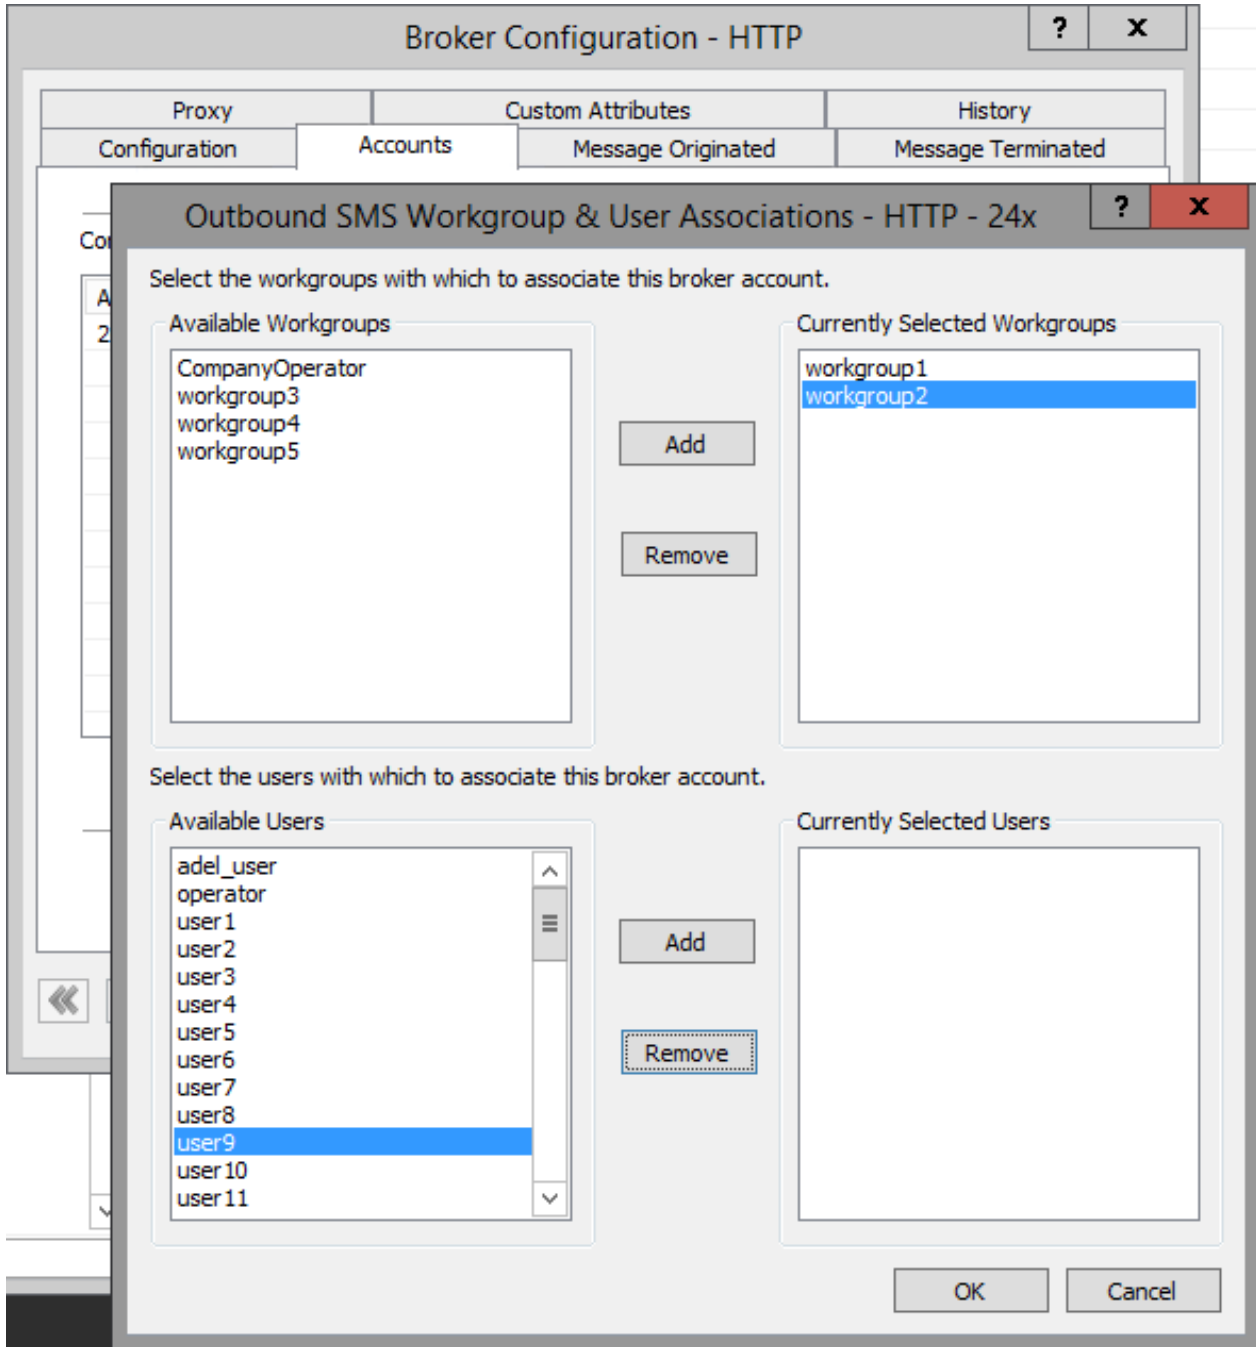 Broker Configuration - HTTP
? x
Proxy Custom Attributes History
Configuration Accounts Message Originated Message Terminated
Outbound SMS Workgroup & User Associations - HTTP - 24x
? x
Select the workgroups with which to associate this broker account.
Available Workgroups
CompanyOperator
workgroup3
workgroup4
workgroup5
Add
Remove
Currently Selected Workgroups
workgroup1
workgroup2
Select the users with which to associate this broker account.
Available Users
adel_user
operator
user1
user2
user3
user4
user5
user6
user7
user8
user9
user10
user11
Add
Remove
Currently Selected Users
OK Cancel